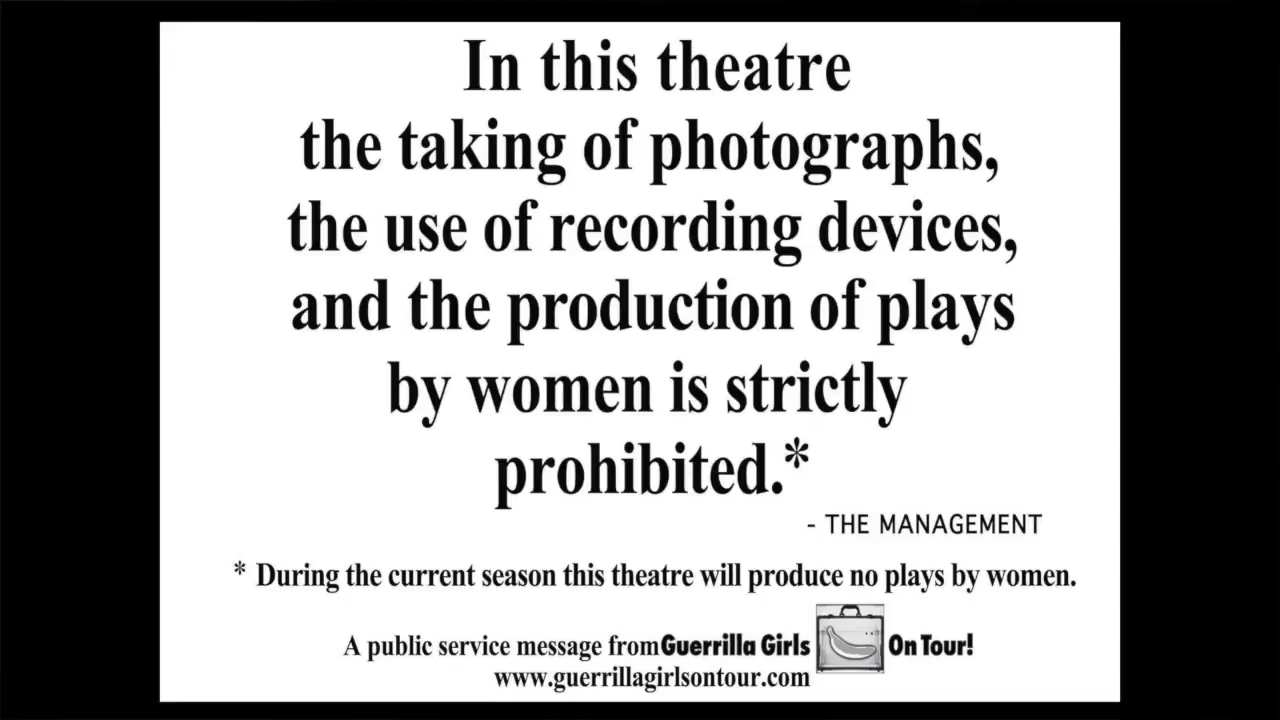 In this theatre
the taking of photographs,
the use of recording devices,
and the production of plays
by women is strictly
prohibited.*
- THE MANAGEMENT
* During the current season this theatre will produce no plays by women.
A public service message from Guerrilla Girls On Tour!
www.guerrillagirlsontour.com